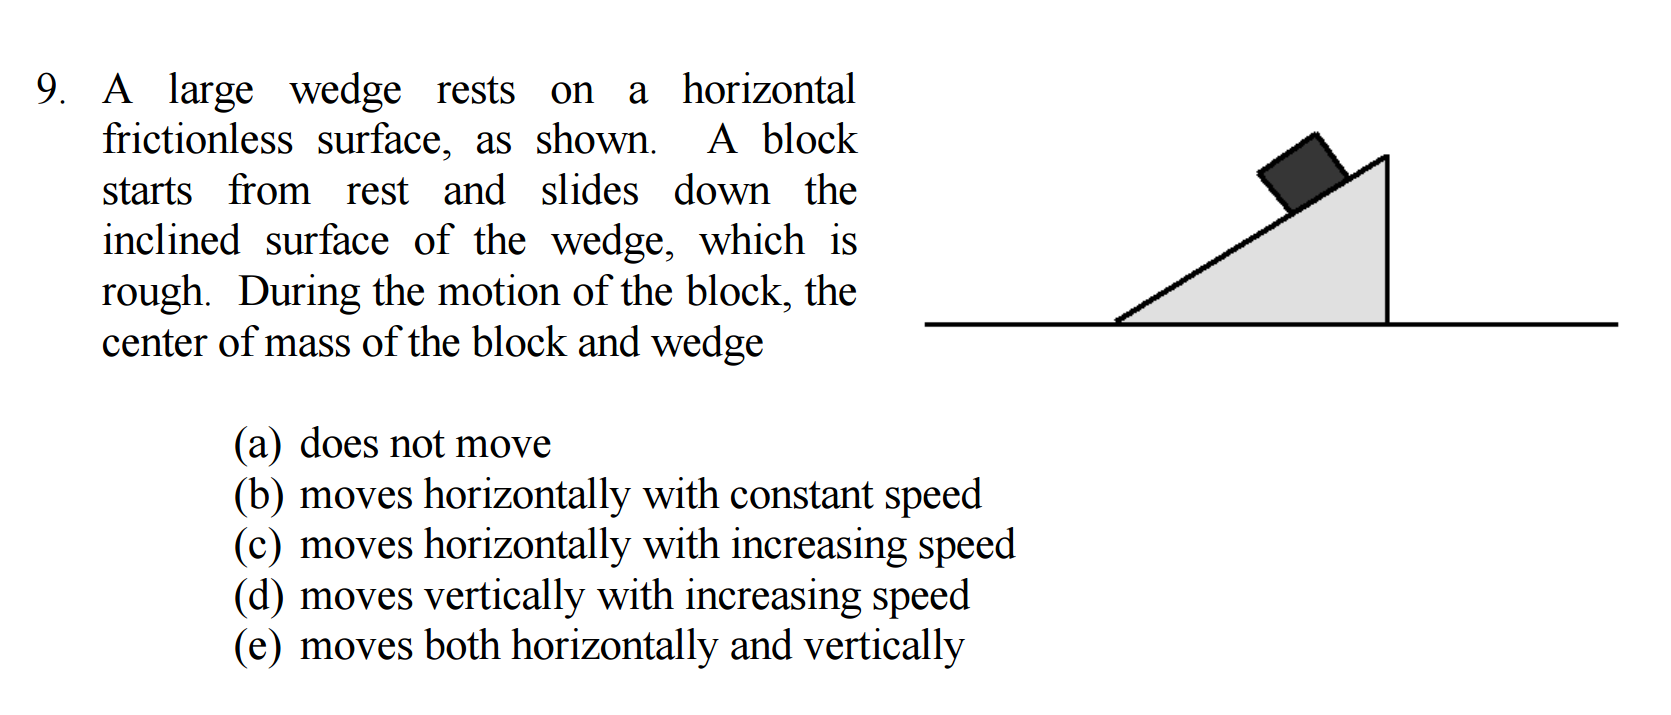 9. A large wedge rests on a horizontal
frictionless surface, as shown. A block
starts from rest and slides down the
inclined surface of the wedge, which is
rough. During the motion of the block, the
center of mass of the block and wedge
(a) does not move
(b) moves horizontally with constant speed
(c) moves horizontally with increasing speed
(d) moves vertically with increasing speed
(e) moves both horizontally and vertically